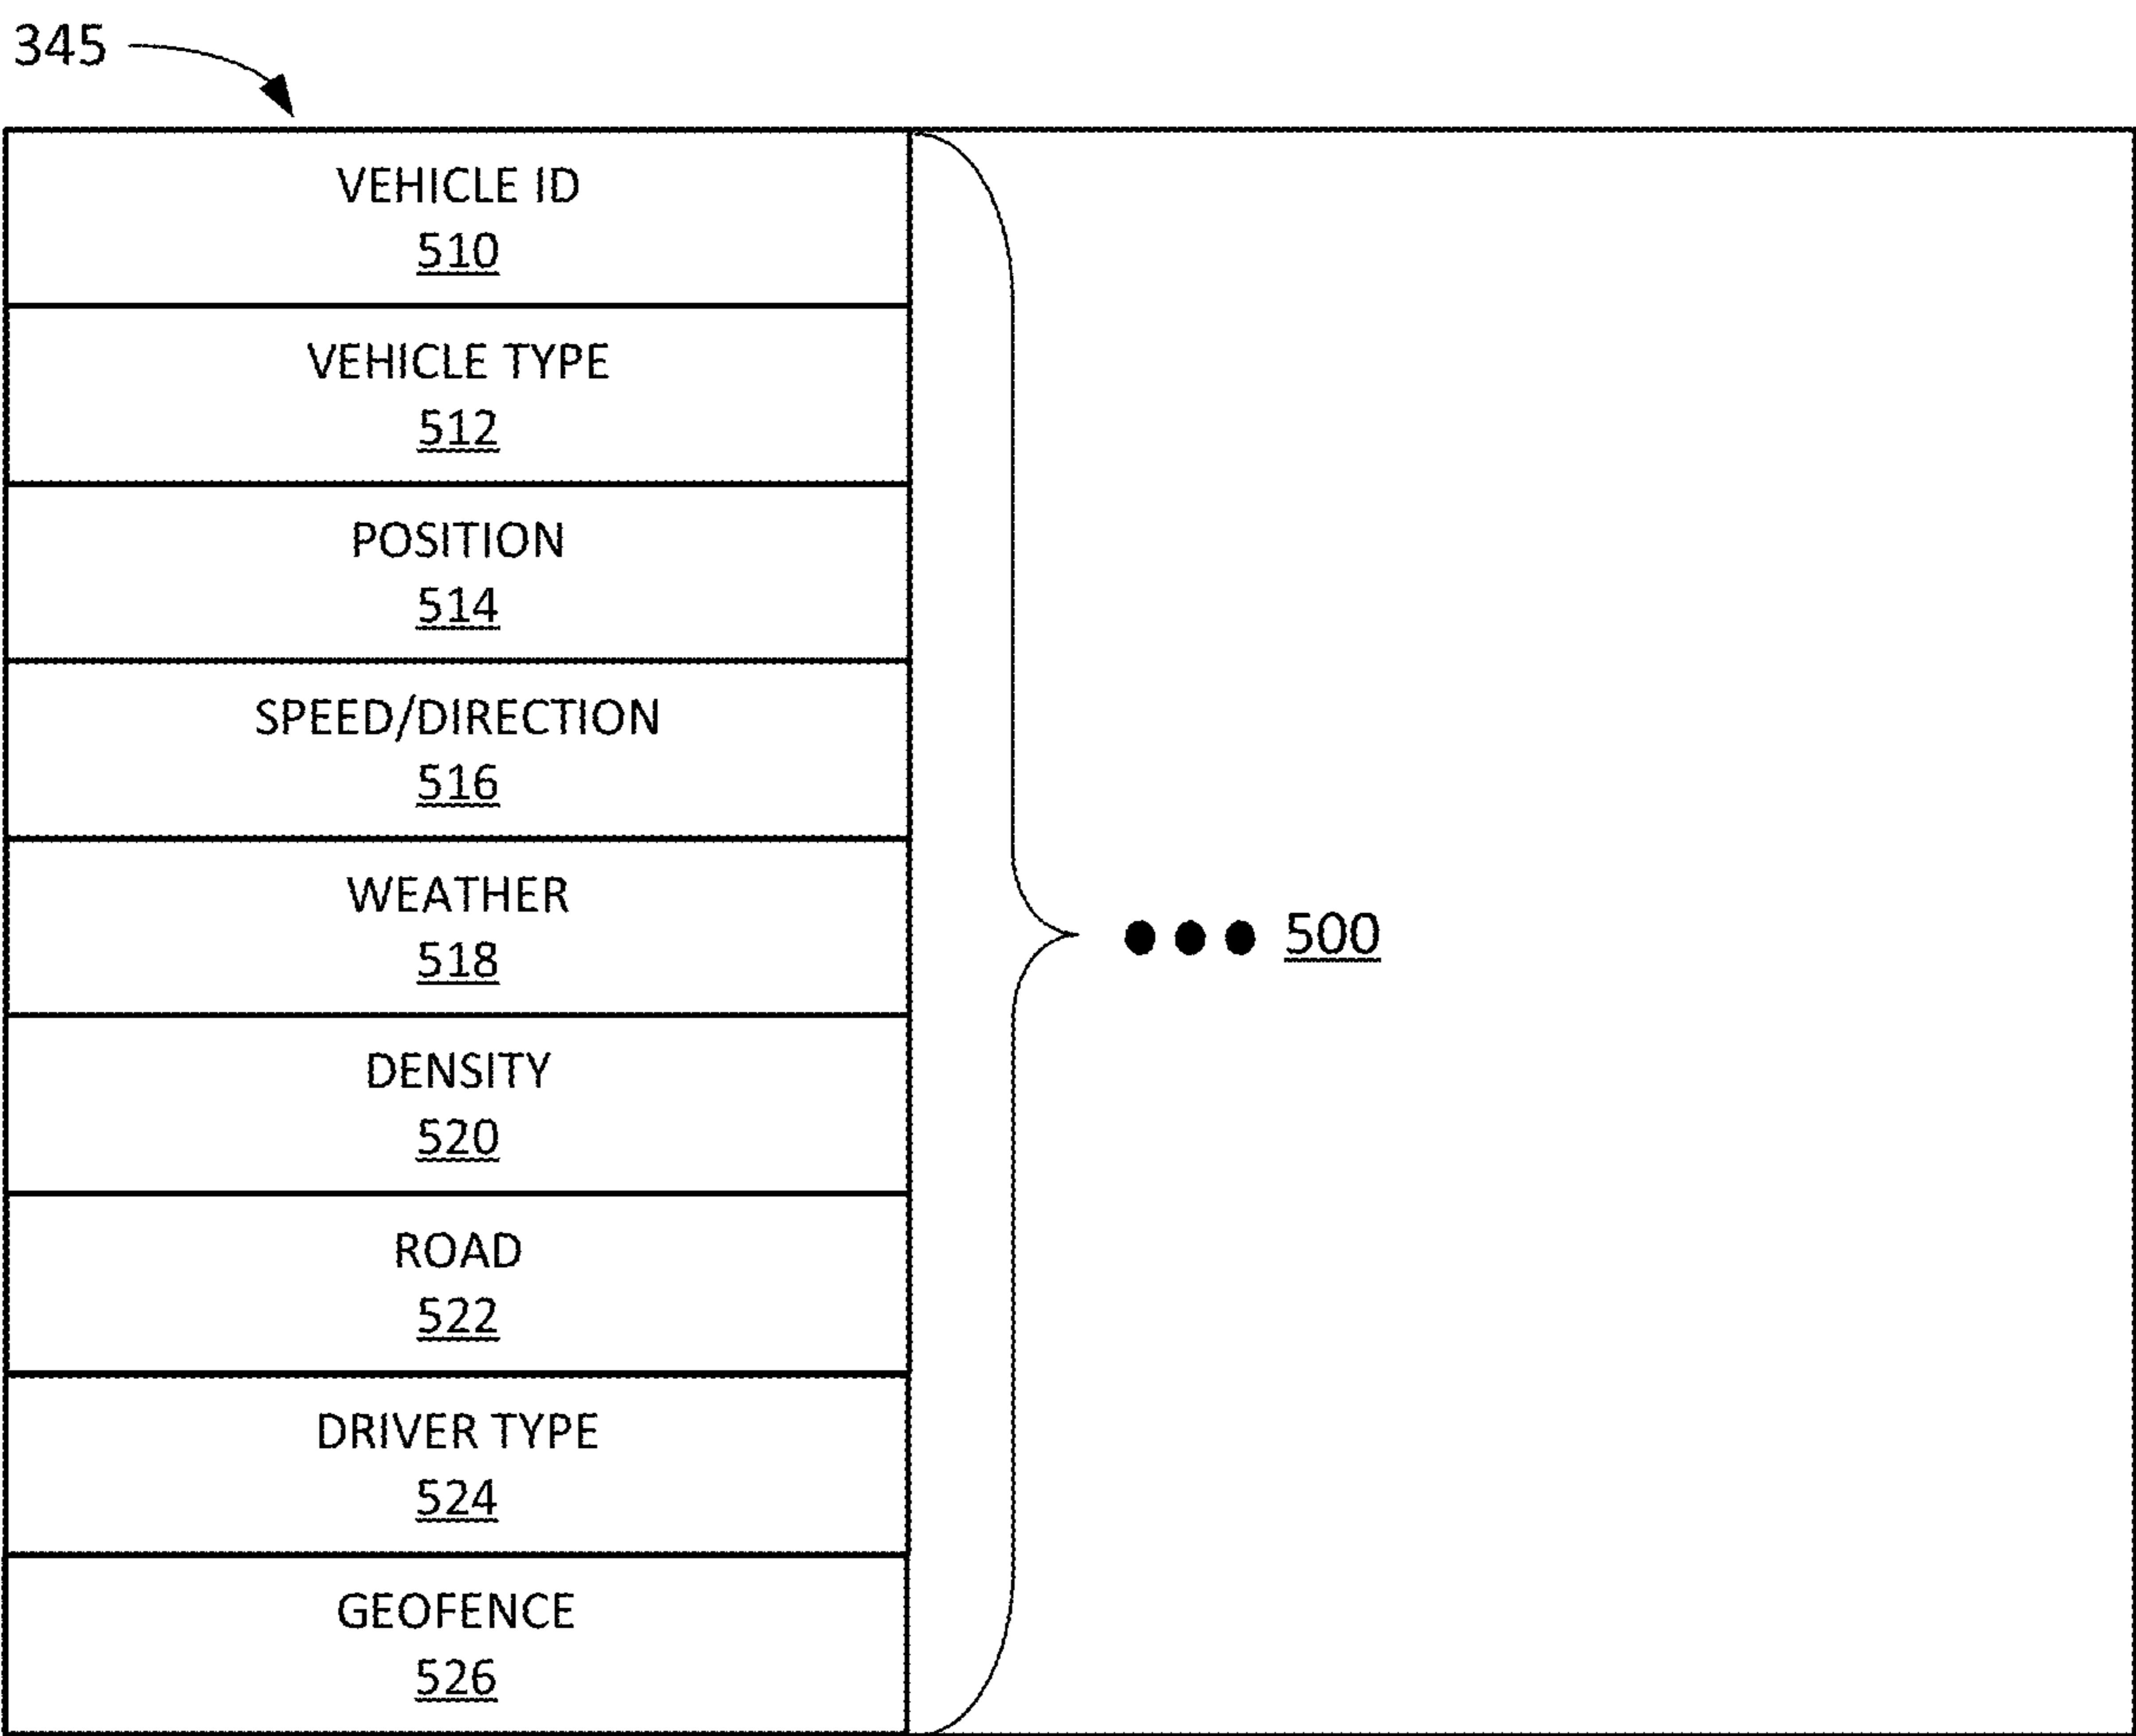 345
VEHICLE ID
510
VEHICLE TYPE
512
POSITION
514
SPEED/DIRECTION
516
WEATHER
518
DENSITY
520
ROAD
522
DRIVER TYPE
524
GEOFENCE
526
500